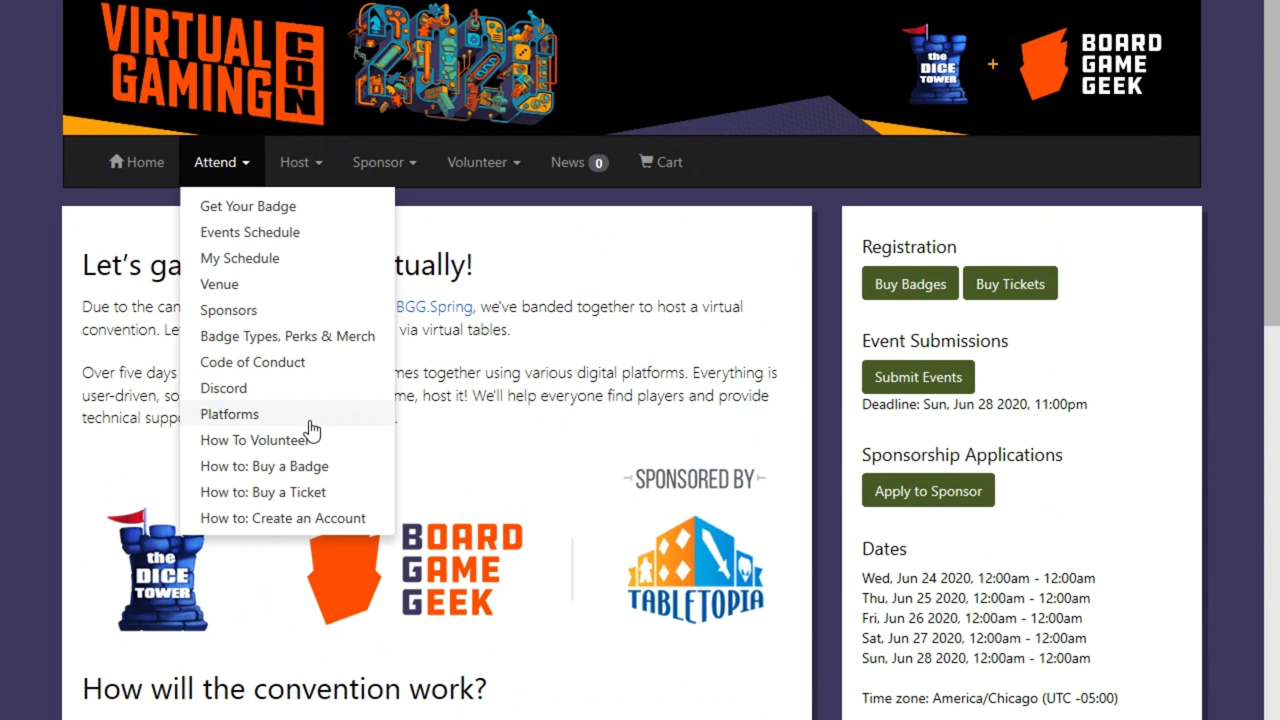 VIRTUAL GAMING CON 2020
the DICE TOWER + BOARD GAME GEEK
Home Attend Host Sponsor Volunteer News 0 Cart
Get Your Badge
Events Schedule
My Schedule
Venue
Sponsors
Badge Types, Perks & Merch
Code of Conduct
Discord
Platforms
How To Volunteer
How to: Buy a Badge
How to: Buy a Ticket
How to: Create an Account
Let's ga tually!
Due to the can BGG.Spring, we've banded together to host a virtual
convention. Le via virtual tables.
Over five days mes together using various digital platforms. Everything is
user-driven, so me, host it! We'll help everyone find players and provide
technical suppo .
SPONSORED BY
the DICE TOWER
BOARD GAME GEEK
TABLETOPIA
How will the convention work?
Registration
Buy Badges Buy Tickets
Event Submissions
Submit Events
Deadline: Sun, Jun 28 2020, 11:00pm
Sponsorship Applications
Apply to Sponsor
Dates
Wed, Jun 24 2020, 12:00am - 12:00am
Thu, Jun 25 2020, 12:00am - 12:00am
Fri, Jun 26 2020, 12:00am - 12:00am
Sat, Jun 27 2020, 12:00am - 12:00am
Sun, Jun 28 2020, 12:00am - 12:00am
Time zone: America/Chicago (UTC -05:00)